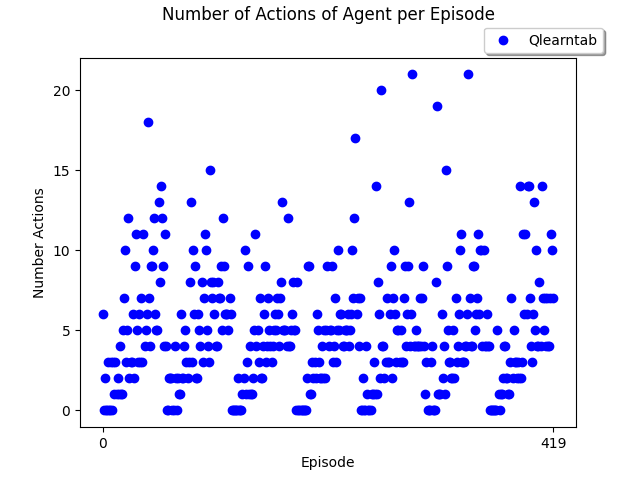 Number of Actions of Agent per Episode
Qlearntab
20
15
10
5
0
Number Actions
0
419
Episode